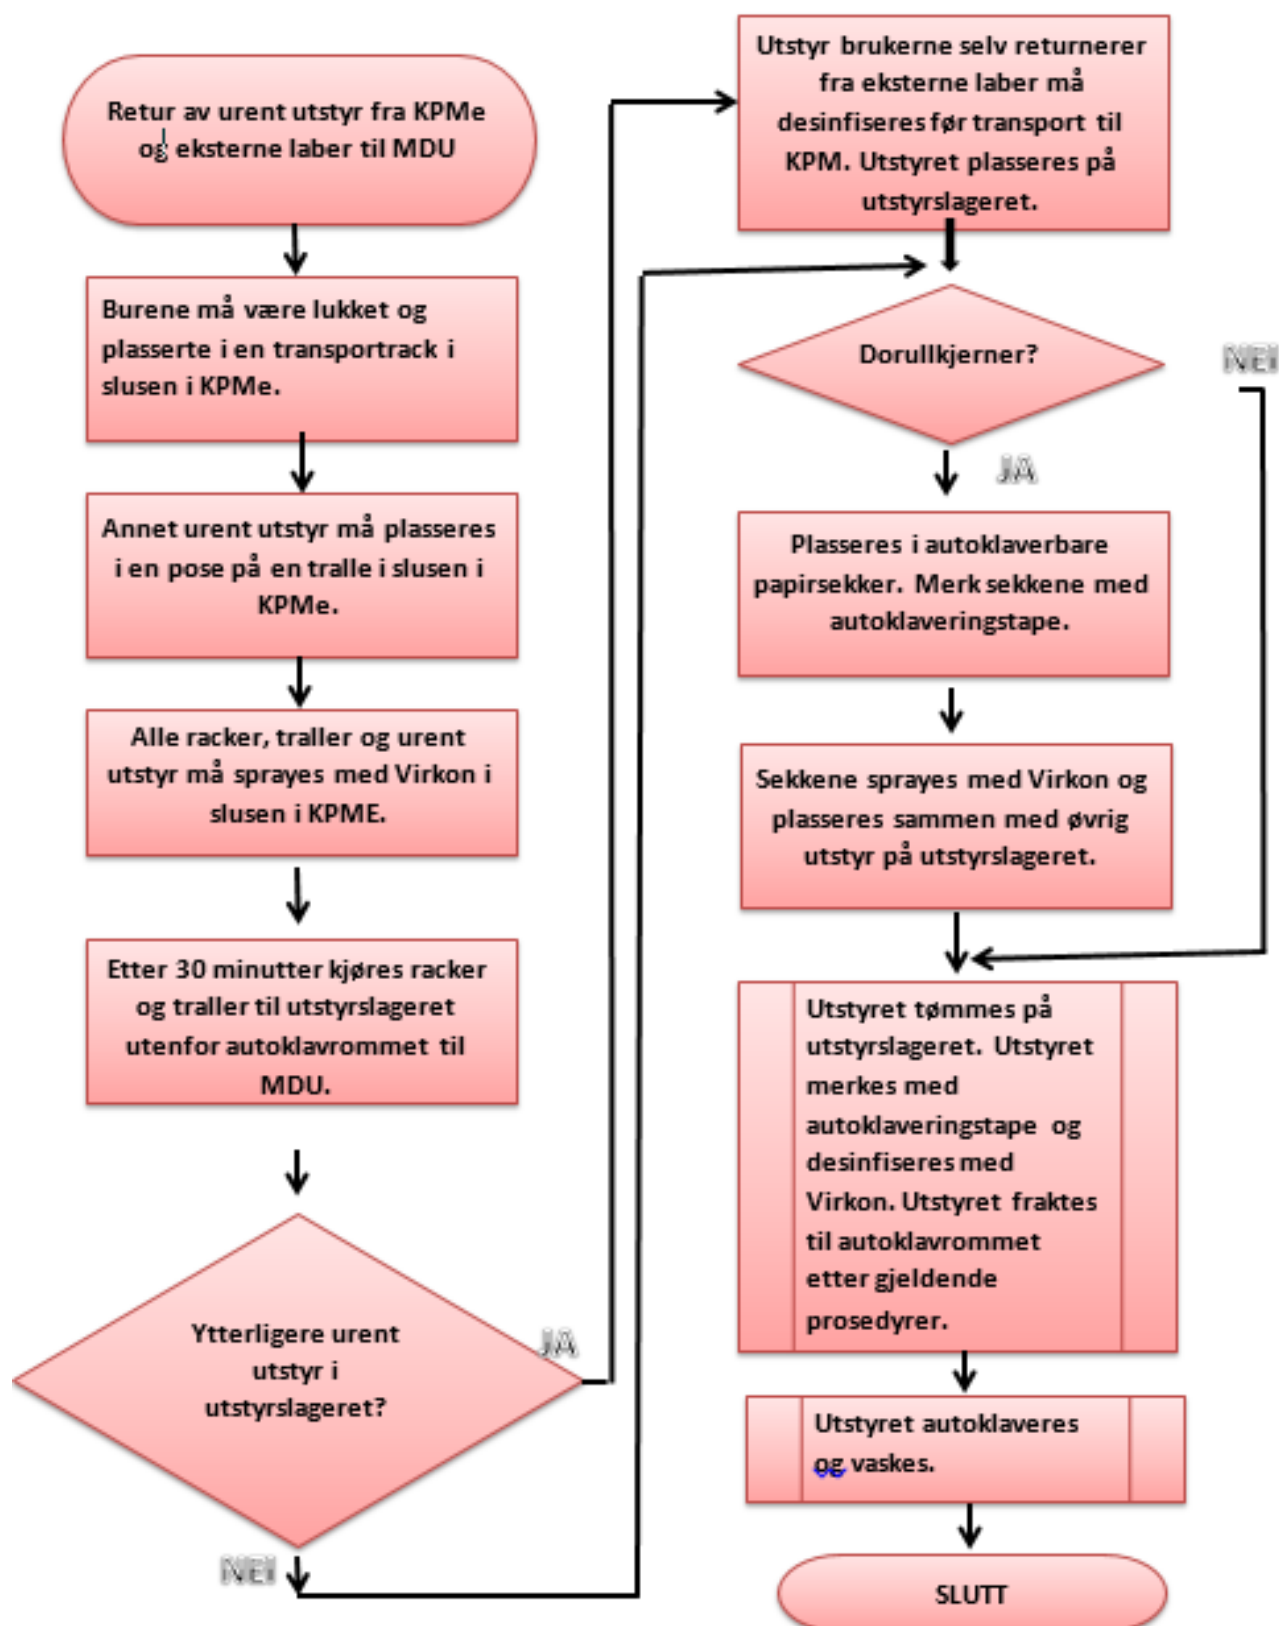 Retur av urent utstyr fra KPMe
og eksterne laber til MDU
Burene må være lukket og
plasserte i en transportrack i
slusen i KPMe.
Annet urent utstyr må plasseres
i en pose på en tralle i slusen i
KPMe.
Alle racker, traller og urent
utstyr må sprayes med Virkon i
slusen i KPME.
Etter 30 minutter kjøres racker
og traller til utstyrslageret
utenfor autoklavrommet til
MDU.
Ytterligere urent
utstyr i
utstyrslageret?
JA
NEI
Utstyr brukerne selv returnerer
fra eksterne laber må
desinfiseres før transport til
KPM. Utstyret plasseres på
utstyrslageret.
Dorullkjerner?
NEI
JA
Plasseres i autoklaverbare
papirsekker. Merk sekkene med
autoklaveringstape.
Sekkene sprayes med Virkon og
plasseres sammen med øvrig
utstyr på utstyrslageret.
Utstyret tømmes på
utstyrslageret. Utstyret
merkes med
autoklaveringstape og
desinfiseres med
Virkon. Utstyret fraktes
til autoklavrommet
etter gjeldende
prosedyrer.
Utstyret autoklaveres
og vaskes.
SLUTT